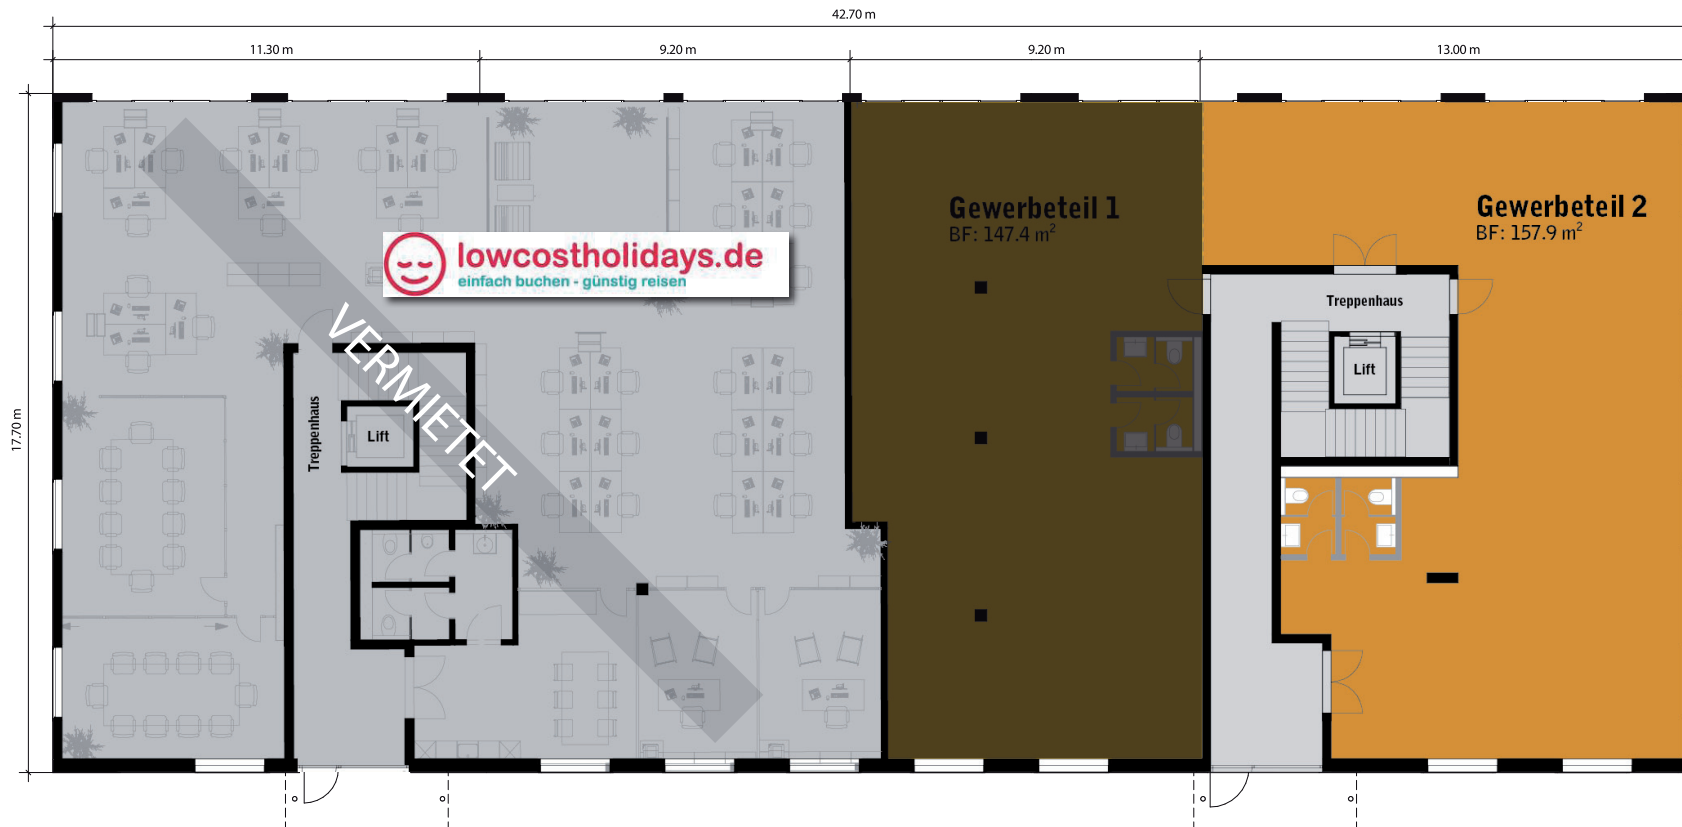 42.70 m
11.30 m
9.20 m
9.20 m
13.00 m
17.70 m
Gewerbeteil 1
BF: 147.4 m²
Gewerbeteil 2
BF: 157.9 m²
lowcostholidays.de
einfach buchen - günstig reisen
VERMIETET
Treppenhaus
Lift
Treppenhaus
Lift